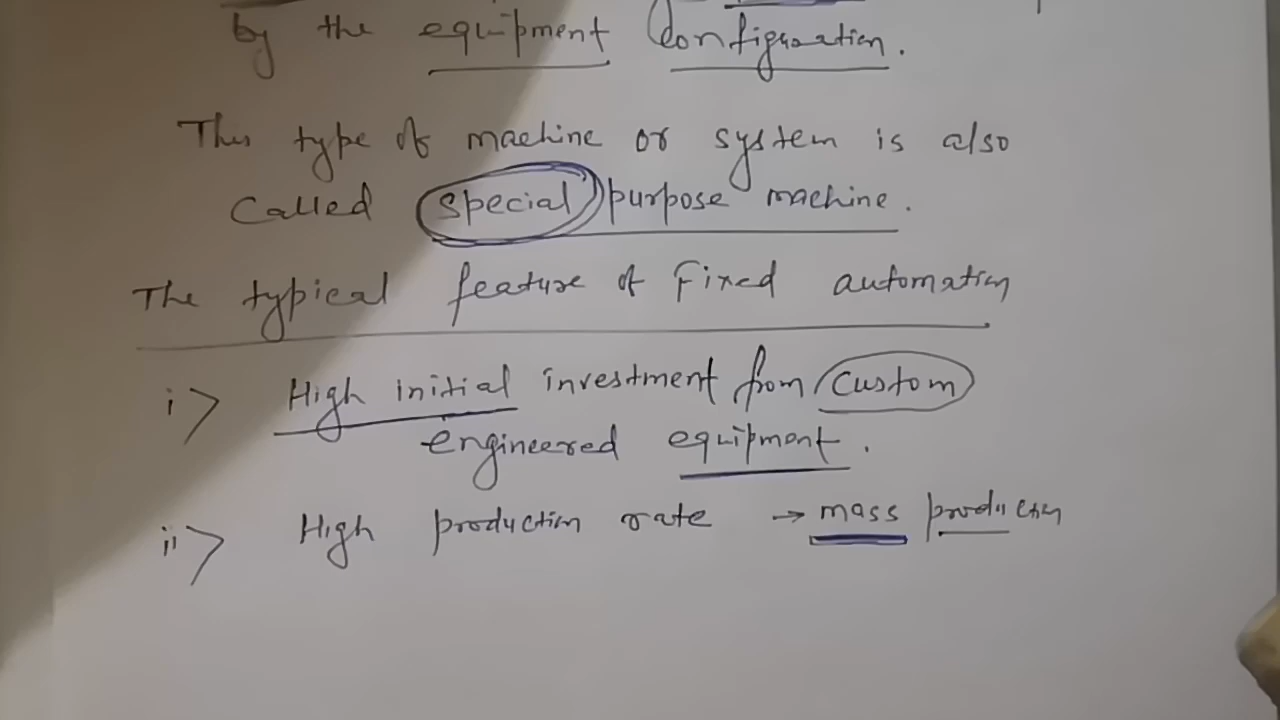 by the equipment Configuration.
This type of machine or system is also
Called special purpose machine.
The typical feature of Fixed automation
i> High initial investment from custom
engineered equipment.
ii> High production rate → mass production